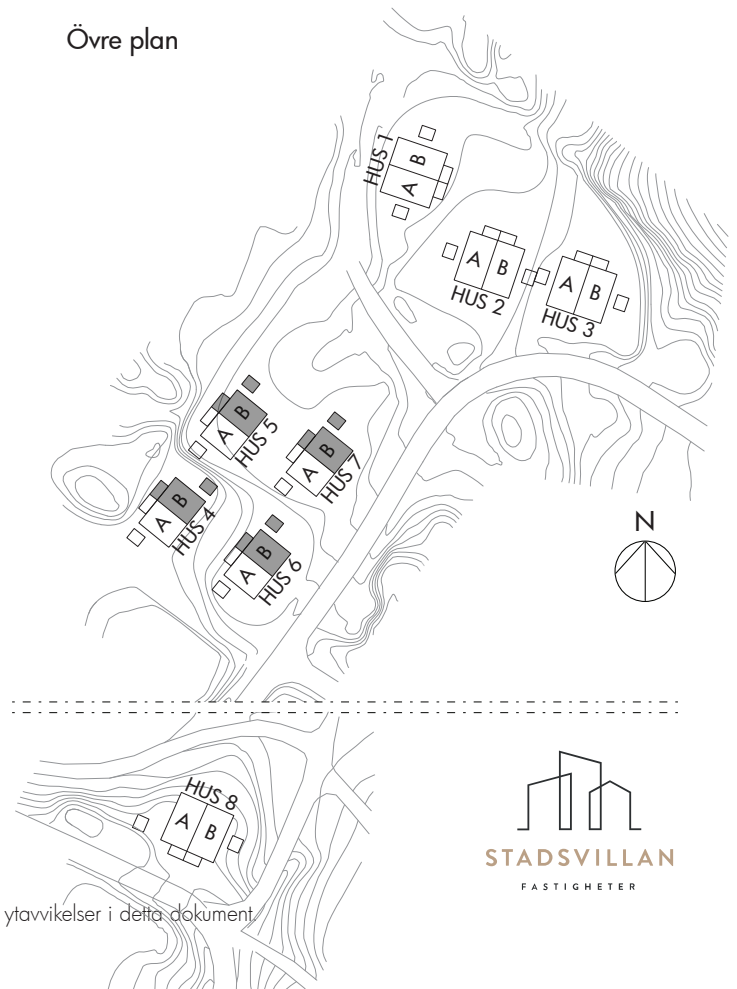 Övre plan
HUS 1
A
B
HUS 2
A
B
HUS 3
A
B
HUS 5
A
B
HUS 7
A
B
HUS 4
A
B
HUS 6
A
B
N
HUS 8
A
B
STADSVILLAN
FASTIGHETER
ytavvikelser i detta dokument.